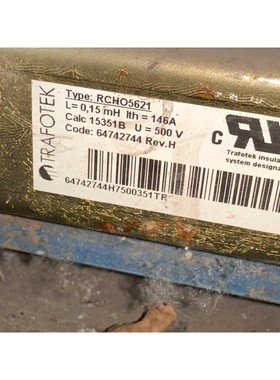 TRAFOTEK
Type: RCHO5621
L= 0,15 mH Ith = 146A
Calc 15351B U = 500 V
Code: 64742744 Rev.H
64742744H7500351TR
c RU
Trafotek insula
system designa